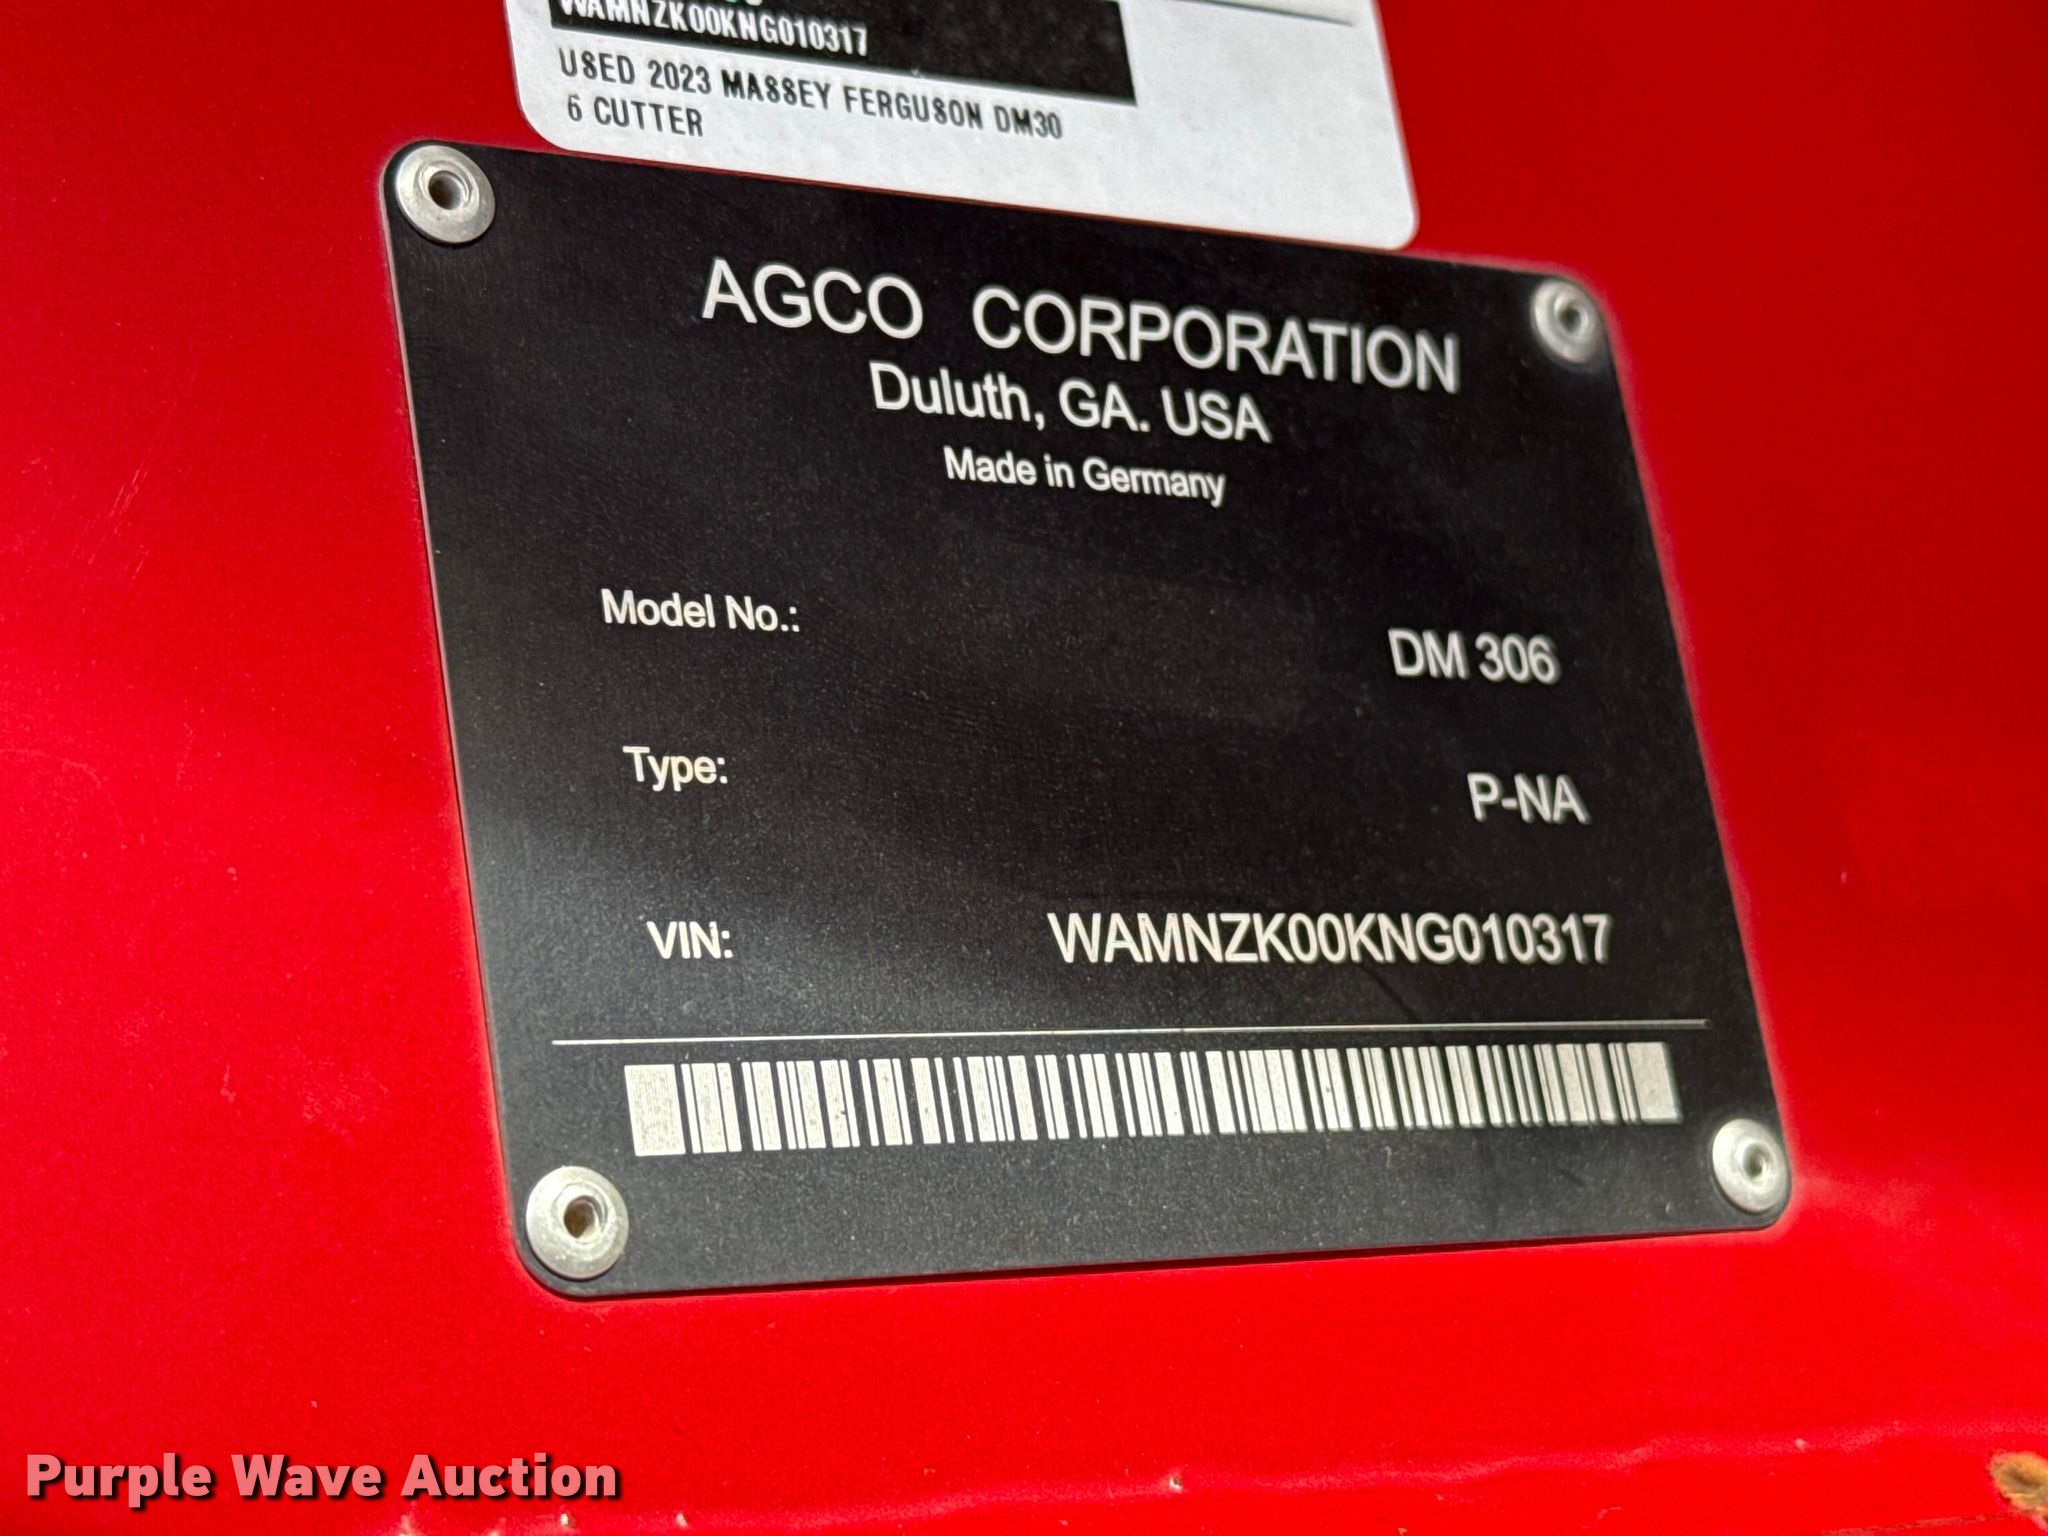 WAMNZK00KNG010317
USED 2023 MASSEY FERGUSON DM30
6 CUTTER
AGCO CORPORATION
Duluth, GA. USA
Made in Germany
Model No.: DM 306
Type: P-NA
VIN: WAMNZK00KNG010317
Purple Wave Auction